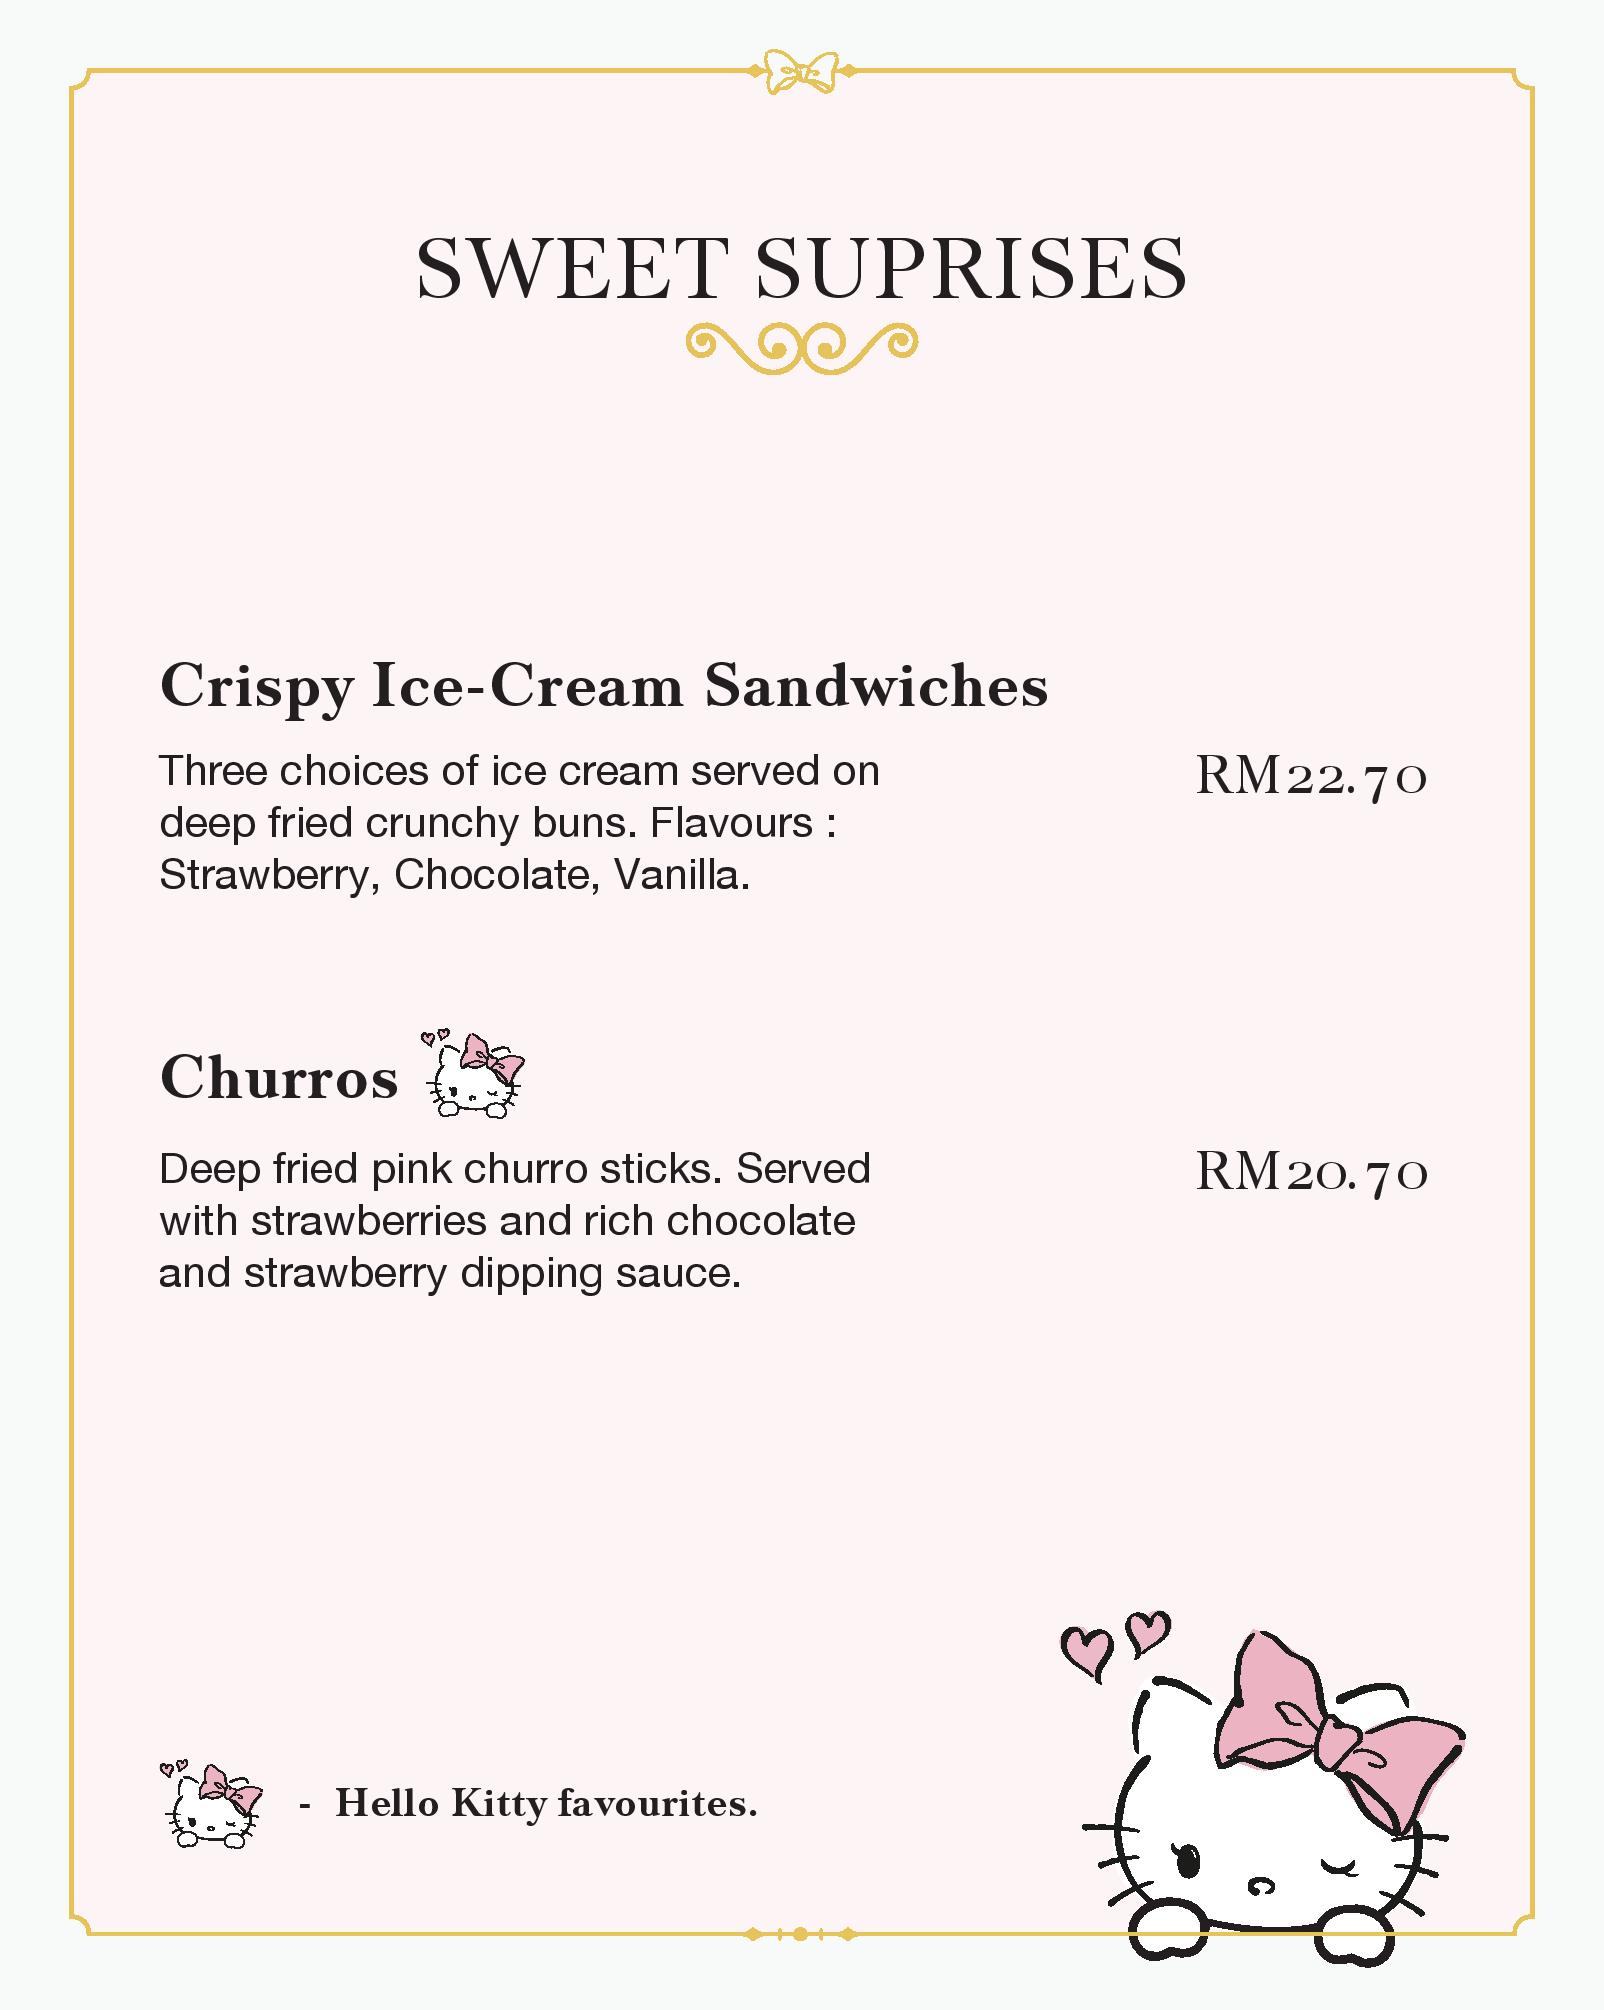 SWEET SUPRISES
Crispy Ice-Cream Sandwiches
Three choices of ice cream served on
deep fried crunchy buns. Flavours :
Strawberry, Chocolate, Vanilla.
RM22.70
Churros
Deep fried pink churro sticks. Served
with strawberries and rich chocolate
and strawberry dipping sauce.
RM20.70
- Hello Kitty favourites.